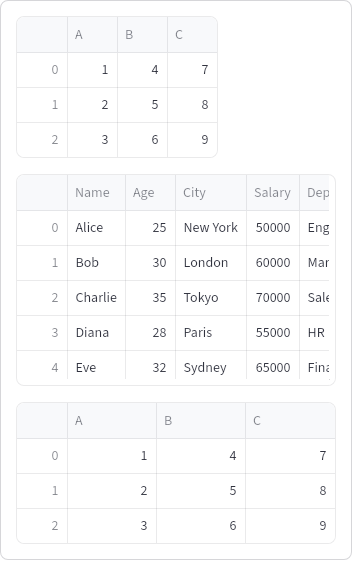 A B C
0 1 4 7
1 2 5 8
2 3 6 9
Name Age City Salary Dep
0 Alice 25 New York 50000 Eng
1 Bob 30 London 60000 Mar
2 Charlie 35 Tokyo 70000 Sale
3 Diana 28 Paris 55000 HR
4 Eve 32 Sydney 65000 Fina
A B C
0 1 4 7
1 2 5 8
2 3 6 9